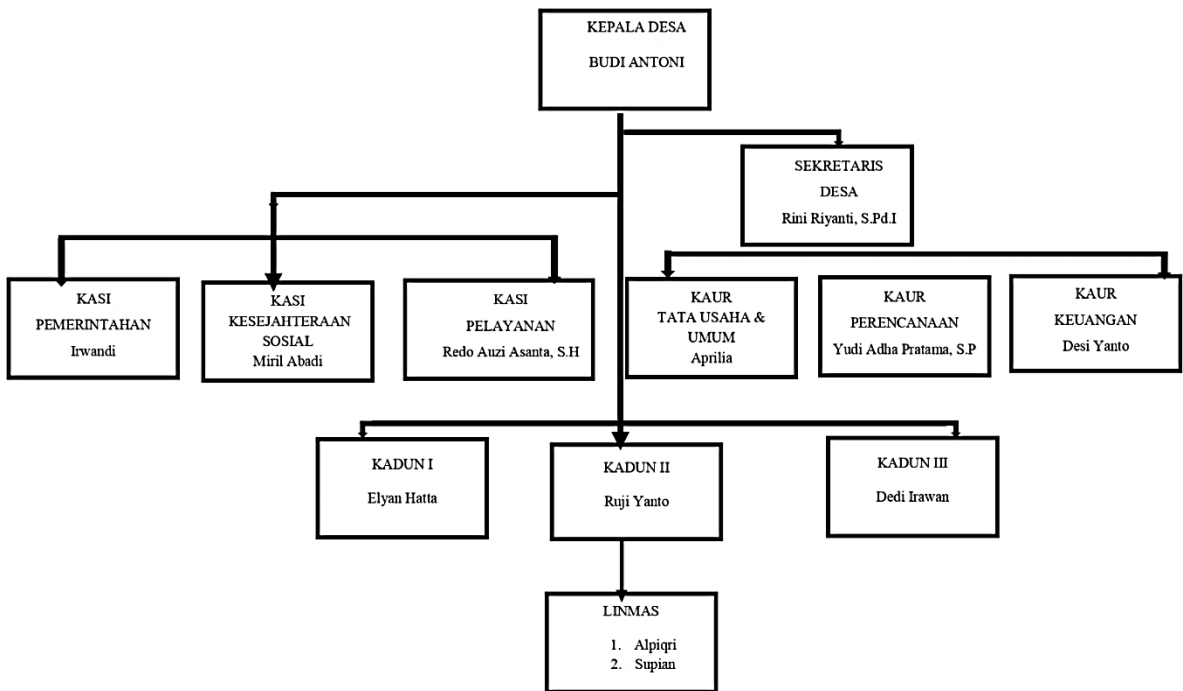 KEPALA DESA
BUDI ANTONI
SEKRETARIS
DESA
Rini Riyanti, S.Pd.I
KASI
PEMERINTAHAN
Irwandi
KASI
KESEJAHTERAAN
SOSIAL
Miril Abadi
KASI
PELAYANAN
Redo Auzi Asanta, S.H
KAUR
TATA USAHA &
UMUM
Aprilia
KAUR
PERENCANAAN
Yudi Adha Pratama, S.P
KAUR
KEUANGAN
Desi Yanto
KADUN I
Elyan Hatta
KADUN II
Ruji Yanto
KADUN III
Dedi Irawan
LINMAS
1. Alpiqri
2. Supian